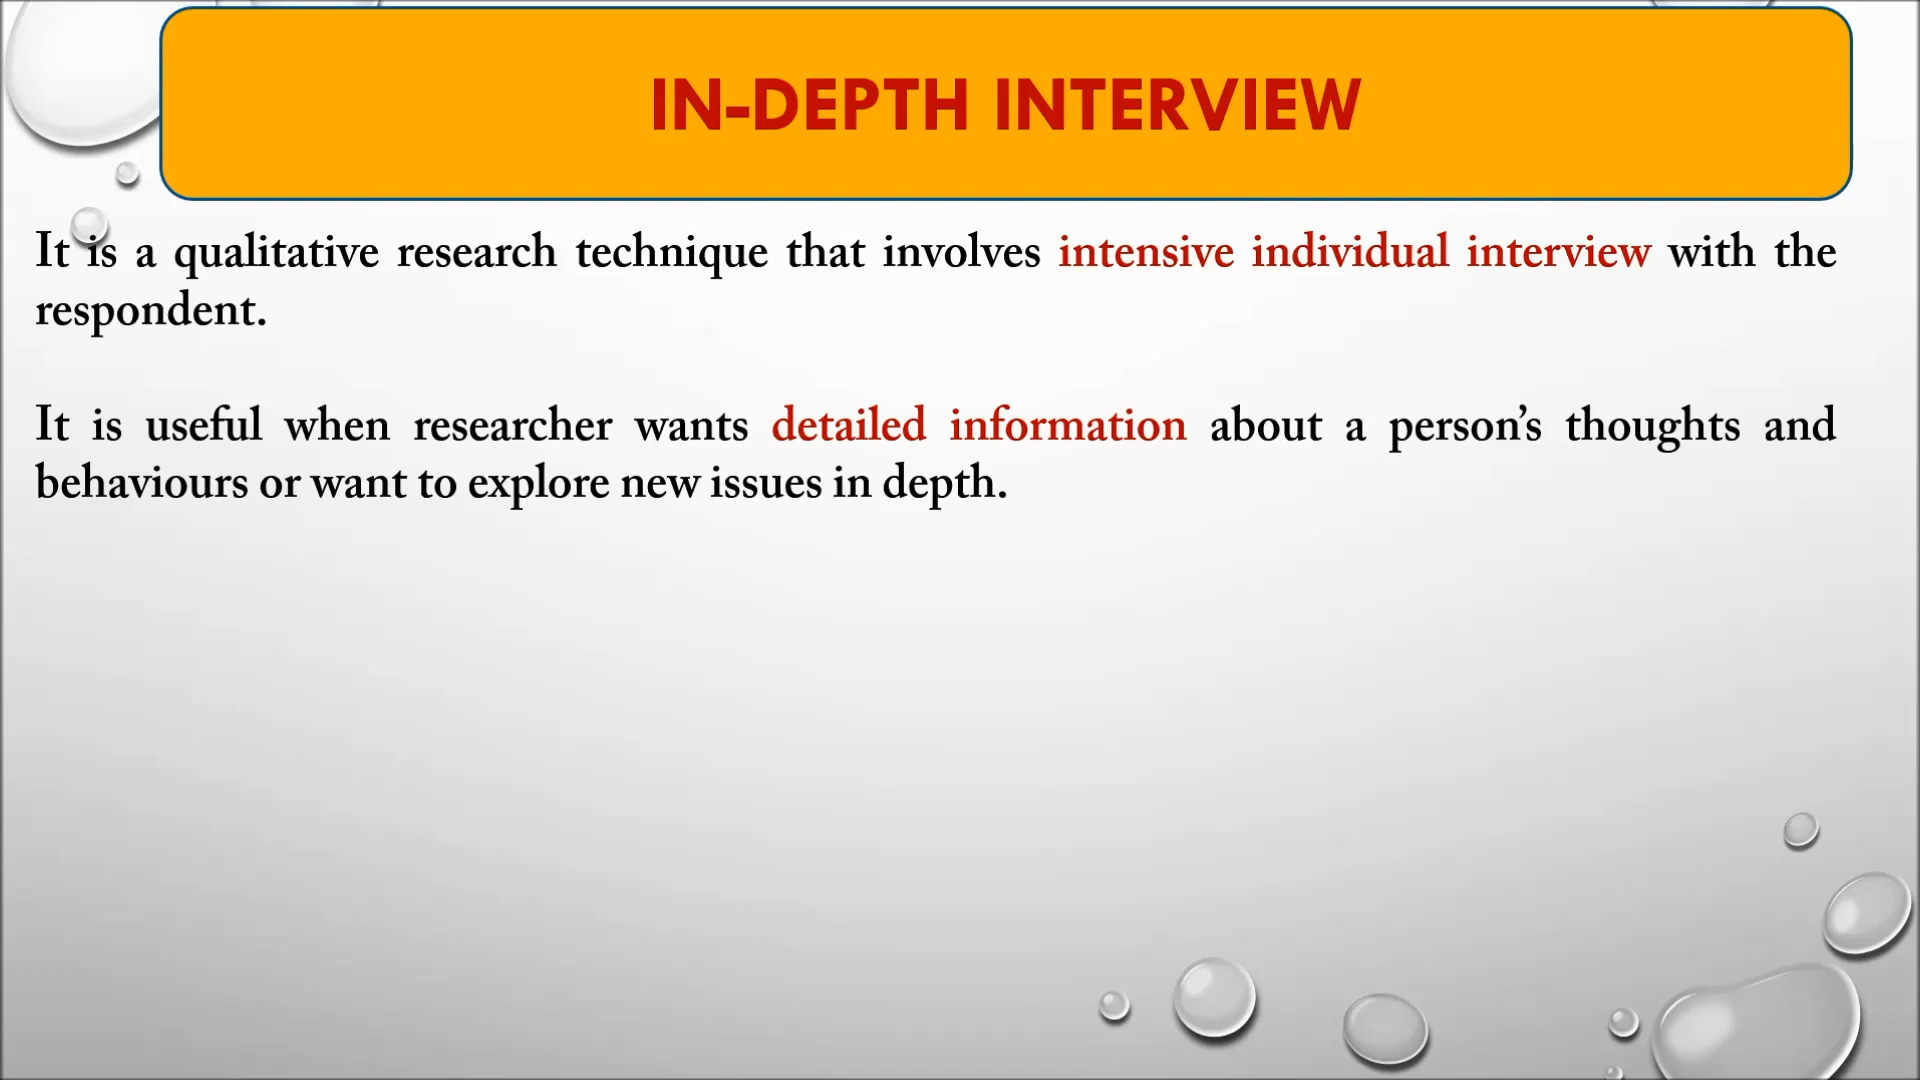 IN-DEPTH INTERVIEW
It is a qualitative research technique that involves intensive individual interview with the
respondent.
It is useful when researcher wants detailed information about a person’s thoughts and
behaviours or want to explore new issues in depth.